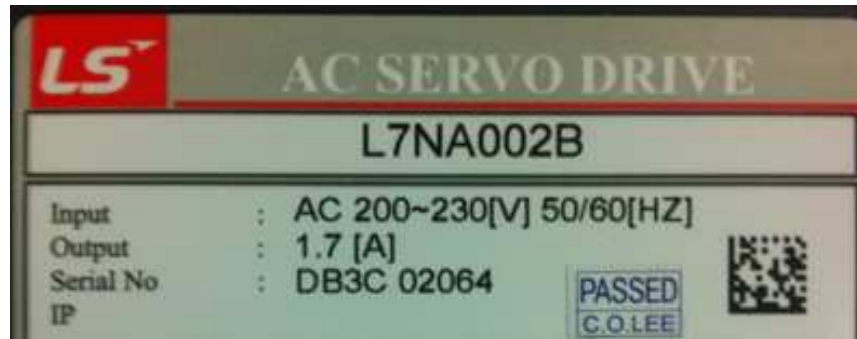 LS
AC SERVO DRIVE
L7NA002B
Input : AC 200~230[V] 50/60[HZ]
Output : 1.7 [A]
Serial No : DB3C 02064
IP
PASSED
C.O.LEE